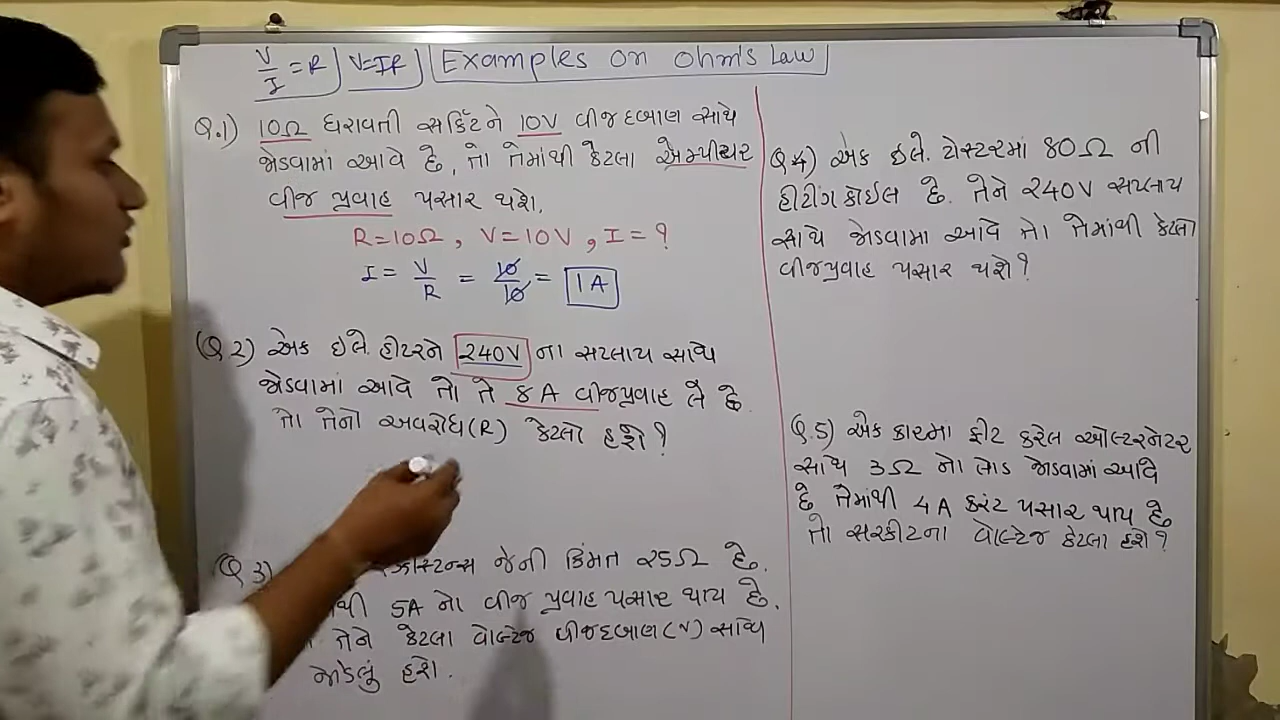 V/I = R V=IR Examples on ohm's Law
Q.1) 10Ω ધરાવતી સર્કિટને 10V વીજ દબાણ સાથે
જોડવામાં આવે છે, તો તેમાંથી કેટલા એમ્પીયર
વીજ પ્રવાહ પસાર થશે.
R=10Ω, V=10V, I=?
I = V/R = 10/10 = 1A
Q 2) એક ઇલે. હીટરને 240V ના સપ્લાય સાથે
જોડવામાં આવે તો તે 8A વીજપ્રવાહ લે છે
તો તેનો અવરોધ(R) કેટલો હશે?
Q 3) જેની કિંમત 25Ω છે.
5A નો વીજ પ્રવાહ પસાર થાય છે.
તેને કેટલા વોલ્ટેજ વીજદબાણ(V) સાથે
જોડેલું હશે.
Q.4) એક ઇલે. ટોસ્ટરમાં 80Ω ની
હીટીંગ કોઇલ છે. તેને 240V સપ્લાય
સાથે જોડવામા આવે તો તેમાંથી કેટલો
વીજપ્રવાહ પસાર થશે?
Q.5) એક કારમા ફીટ કરેલ ઓલ્ટરનેટર
સાથે 3Ω નો લોડ જોડવામાં આવે
છે તેમાંથી 4A કરંટ પસાર થાય છે
તો સરકીટના વોલ્ટેજ કેટલા હશે?